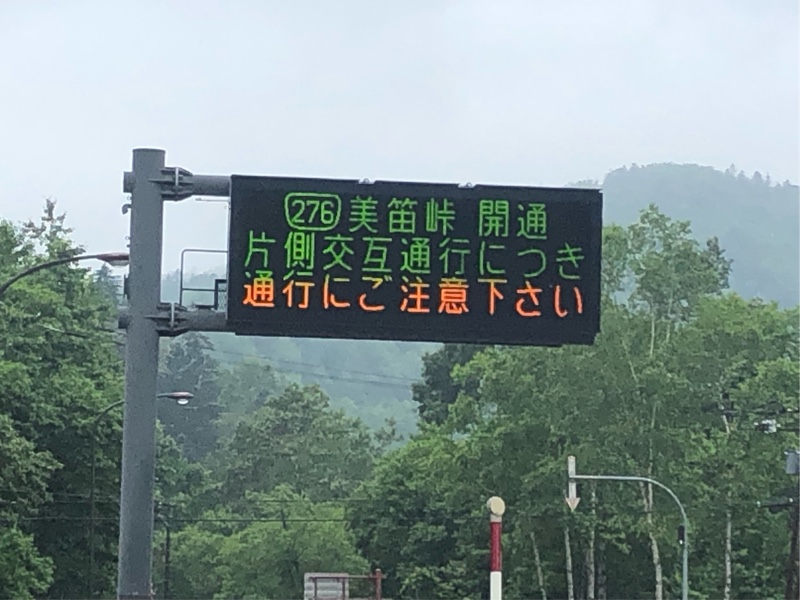 276 美笛峠 開通
片側交互通行につき
通行にご注意下さい